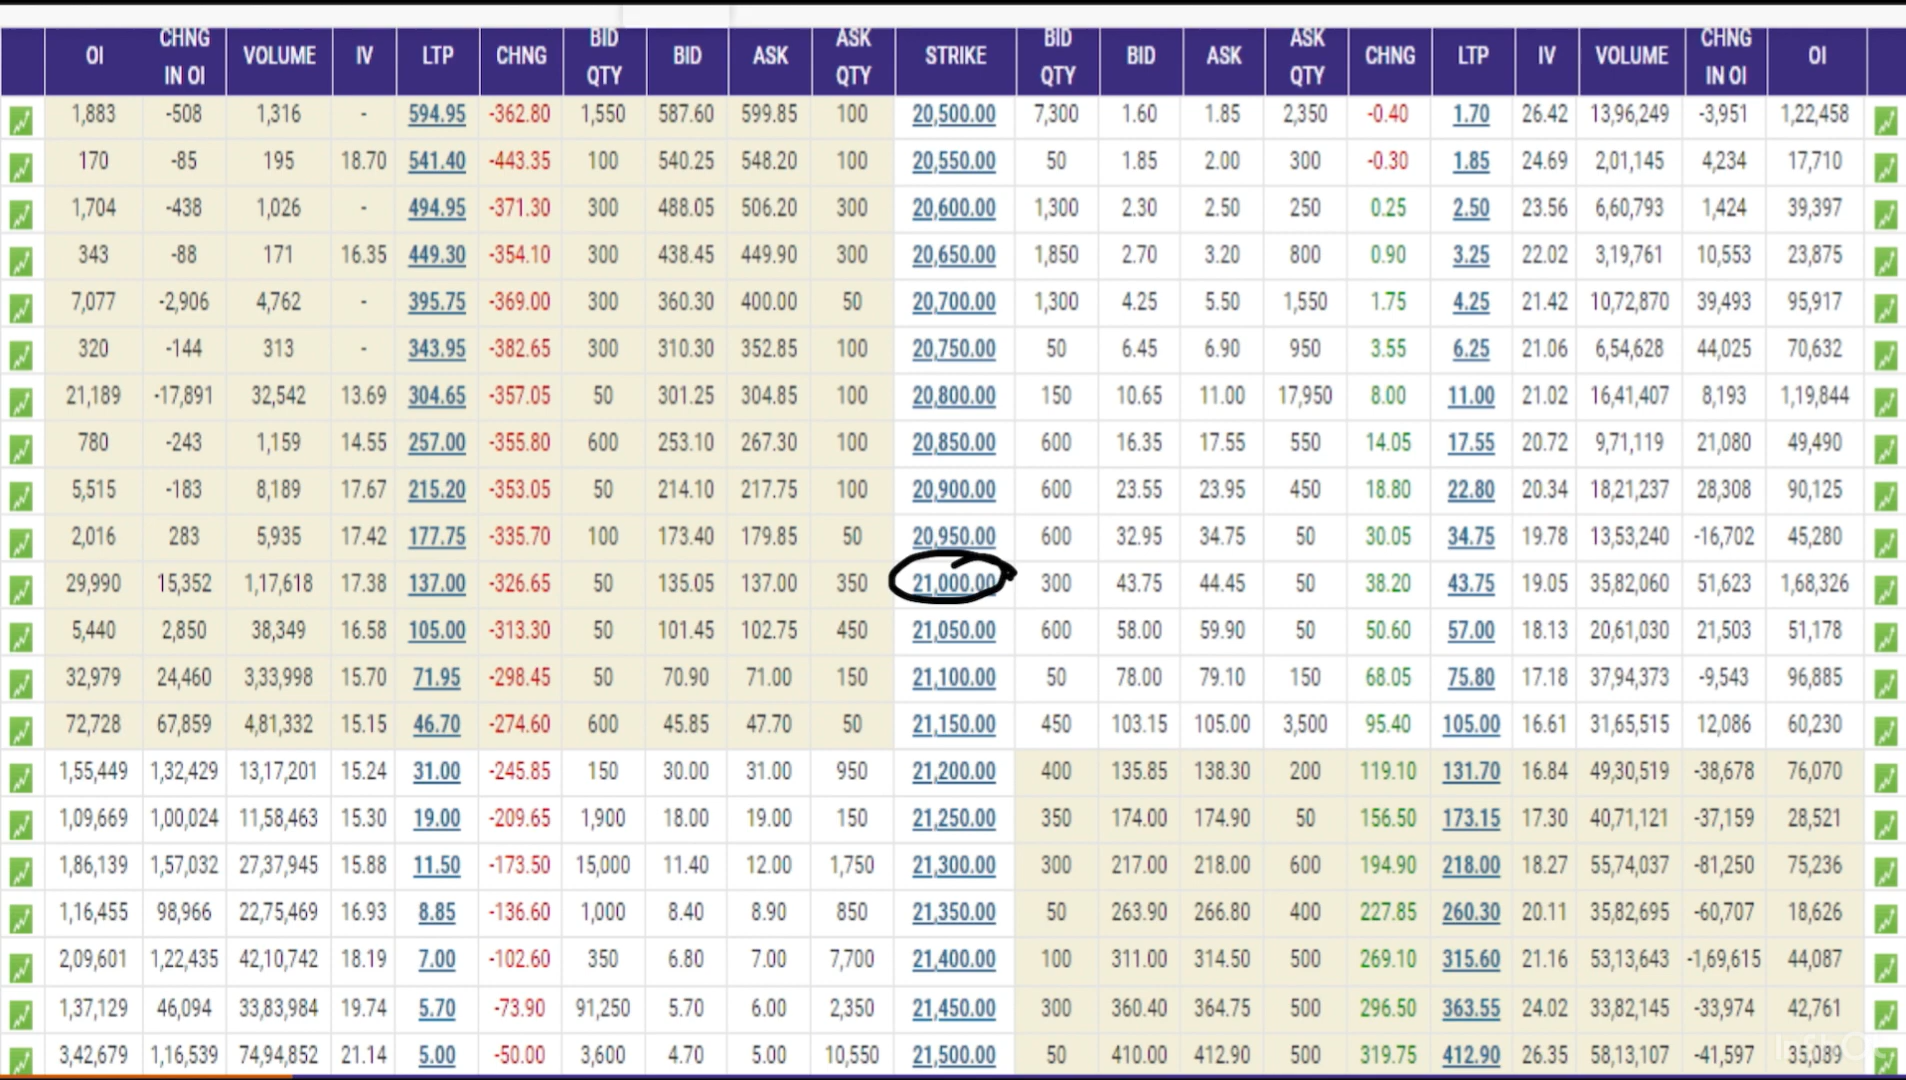 OI CHNG IN OI VOLUME IV LTP CHNG BID QTY BID ASK ASK QTY STRIKE BID QTY BID ASK ASK QTY CHNG LTP IV VOLUME CHNG IN OI OI
1,883 -508 1,316 - 594.95 -362.80 1,550 587.60 599.85 100 20,500.00 7,300 1.60 1.85 2,350 -0.40 1.70 26.42 13,96,249 -3,951 1,22,458
170 -85 195 18.70 541.40 -443.35 100 540.25 548.20 100 20,550.00 50 1.85 2.00 300 -0.30 1.85 24.69 2,01,145 4,234 17,710
1,704 -438 1,026 - 494.95 -371.30 300 488.05 506.20 300 20,600.00 1,300 2.30 2.50 250 0.25 2.50 23.56 6,60,793 1,424 39,397
343 -88 171 16.35 449.30 -354.10 300 438.45 449.90 300 20,650.00 1,850 2.70 3.20 800 0.90 3.25 22.02 3,19,761 10,553 23,875
7,077 -2,906 4,762 - 395.75 -369.00 300 360.30 400.00 50 20,700.00 1,300 4.25 5.50 1,550 1.75 4.25 21.42 10,72,870 39,493 95,917
320 -144 313 - 343.95 -382.65 300 310.30 352.85 100 20,750.00 50 6.45 6.90 950 3.55 6.25 21.06 6,54,628 44,025 70,632
21,189 -17,891 32,542 13.69 304.65 -357.05 50 301.25 304.85 100 20,800.00 150 10.65 11.00 17,950 8.00 11.00 21.02 16,41,407 8,193 1,19,844
780 -243 1,159 14.55 257.00 -355.80 600 253.10 267.30 100 20,850.00 600 16.35 17.55 550 14.05 17.55 20.72 9,71,119 21,080 49,490
5,515 -183 8,189 17.67 215.20 -353.05 50 214.10 217.75 100 20,900.00 600 23.55 23.95 450 18.80 22.80 20.34 18,21,237 28,308 90,125
2,016 283 5,935 17.42 177.75 -335.70 100 173.40 179.85 50 20,950.00 600 32.95 34.75 50 30.05 34.75 19.78 13,53,240 -16,702 45,280
29,990 15,352 1,17,618 17.38 137.00 -326.65 50 135.05 137.00 350 21,000.00 300 43.75 44.45 50 38.20 43.75 19.05 35,82,060 51,623 1,68,326
5,440 2,850 38,349 16.58 105.00 -313.30 50 101.45 102.75 450 21,050.00 600 58.00 59.90 50 50.60 57.00 18.13 20,61,030 21,503 51,178
32,979 24,460 3,33,998 15.70 71.95 -298.45 50 70.90 71.00 150 21,100.00 50 78.00 79.10 150 68.05 75.80 17.18 37,94,373 -9,543 96,885
72,728 67,859 4,81,332 15.15 46.70 -274.60 600 45.85 47.70 50 21,150.00 450 103.15 105.00 3,500 95.40 105.00 16.61 31,65,515 12,086 60,230
1,55,449 1,32,429 13,17,201 15.24 31.00 -245.85 150 30.00 31.00 950 21,200.00 400 135.85 138.30 200 119.10 131.70 16.84 49,30,519 -38,678 76,070
1,09,669 1,00,024 11,58,463 15.30 19.00 -209.65 1,900 18.00 19.00 150 21,250.00 350 174.00 174.90 50 156.50 173.15 17.30 40,71,121 -37,159 28,521
1,86,139 1,57,032 27,37,945 15.88 11.50 -173.50 15,000 11.40 12.00 1,750 21,300.00 300 217.00 218.00 600 194.90 218.00 18.27 55,74,037 -81,250 75,236
1,16,455 98,966 22,75,469 16.93 8.85 -136.60 1,000 8.40 8.90 850 21,350.00 50 263.90 266.80 400 227.85 260.30 20.11 35,82,695 -60,707 18,626
2,09,601 1,22,435 42,10,742 18.19 7.00 -102.60 350 6.80 7.00 7,700 21,400.00 100 311.00 314.50 500 269.10 315.60 21.16 53,13,643 -1,69,615 44,087
1,37,129 46,094 33,83,984 19.74 5.70 -73.90 91,250 5.70 6.00 2,350 21,450.00 300 360.40 364.75 500 296.50 363.55 24.02 33,82,145 -33,974 42,761
3,42,679 1,16,539 74,94,852 21.14 5.00 -50.00 3,600 4.70 5.00 10,550 21,500.00 50 410.00 412.90 500 319.75 412.90 26.35 58,13,107 -41,597 35,089